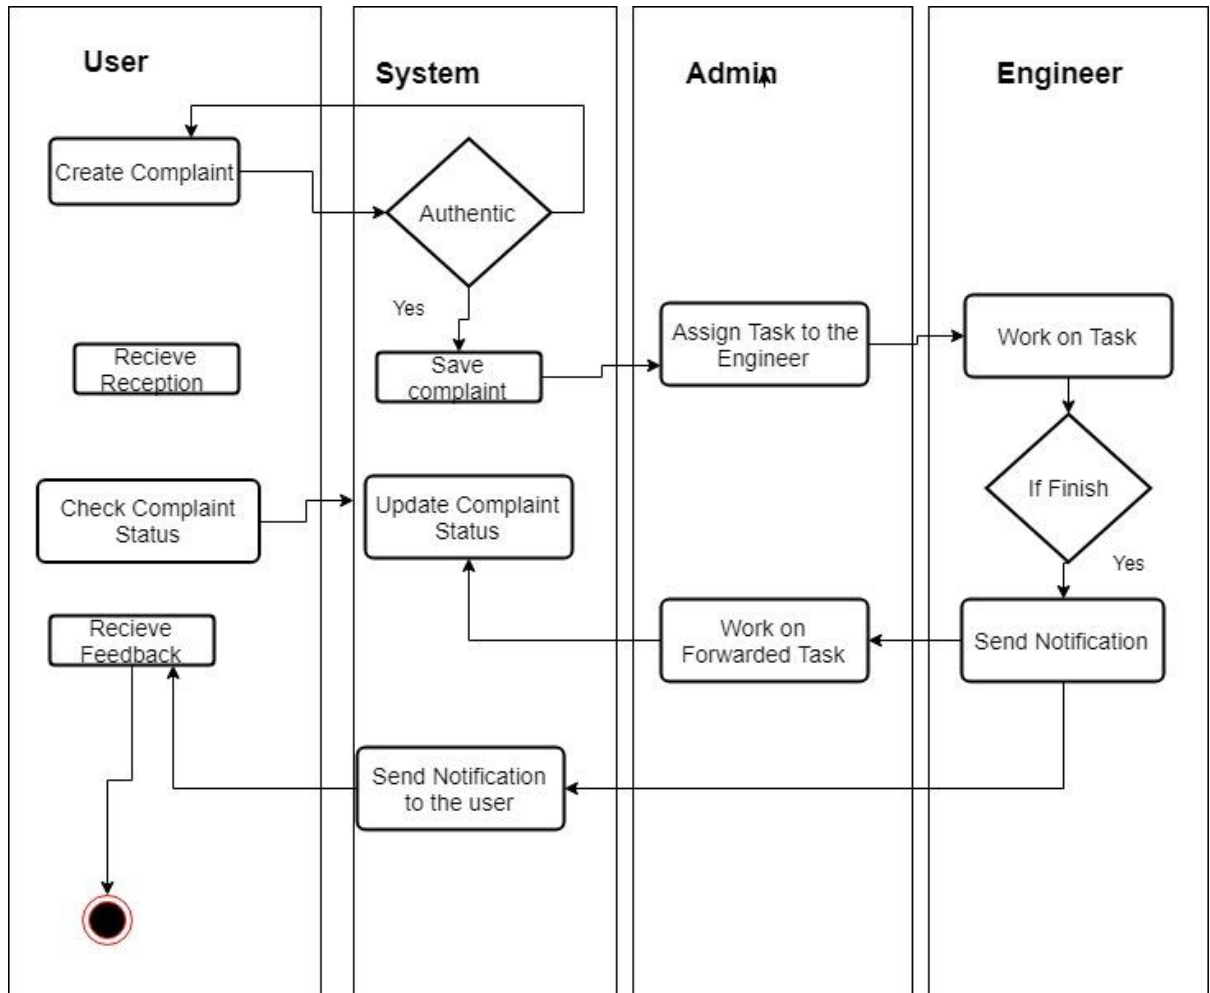 User
System
Admin
Engineer
Create Complaint
Authentic
Yes
Recieve
Reception
Save
complaint
Assign Task to the
Engineer
Work on Task
If Finish
Yes
Check Complaint
Status
Update Complaint
Status
Recieve
Feedback
Work on
Forwarded Task
Send Notification
Send Notification
to the user